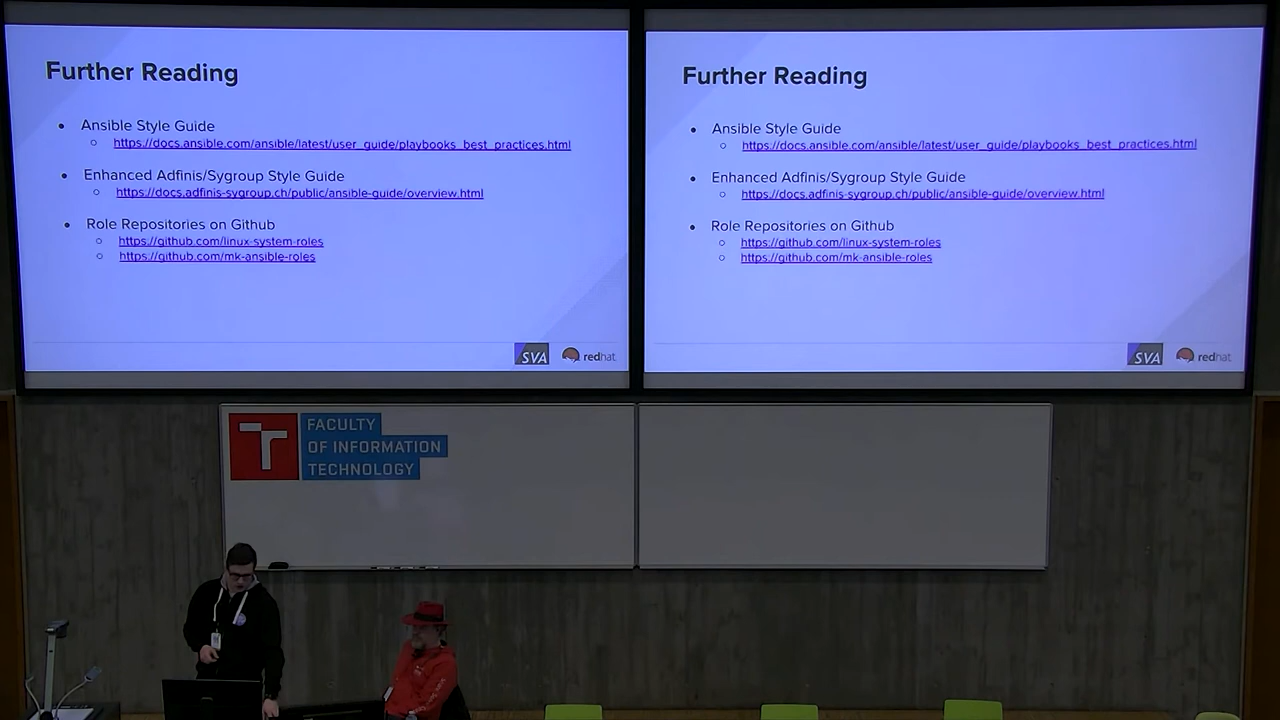 Further Reading
Ansible Style Guide
https://docs.ansible.com/ansible/latest/user_guide/playbooks_best_practices.html
Enhanced Adfinis/Sygroup Style Guide
https://docs.adfinis-sygroup.ch/public/ansible-guide/overview.html
Role Repositories on Github
https://github.com/linux-system-roles
https://github.com/mk-ansible-roles
SVA redhat
Further Reading
Ansible Style Guide
https://docs.ansible.com/ansible/latest/user_guide/playbooks_best_practices.html
Enhanced Adfinis/Sygroup Style Guide
https://docs.adfinis-sygroup.ch/public/ansible-guide/overview.html
Role Repositories on Github
https://github.com/linux-system-roles
https://github.com/mk-ansible-roles
SVA redhat
FACULTY
OF INFORMATION
TECHNOLOGY